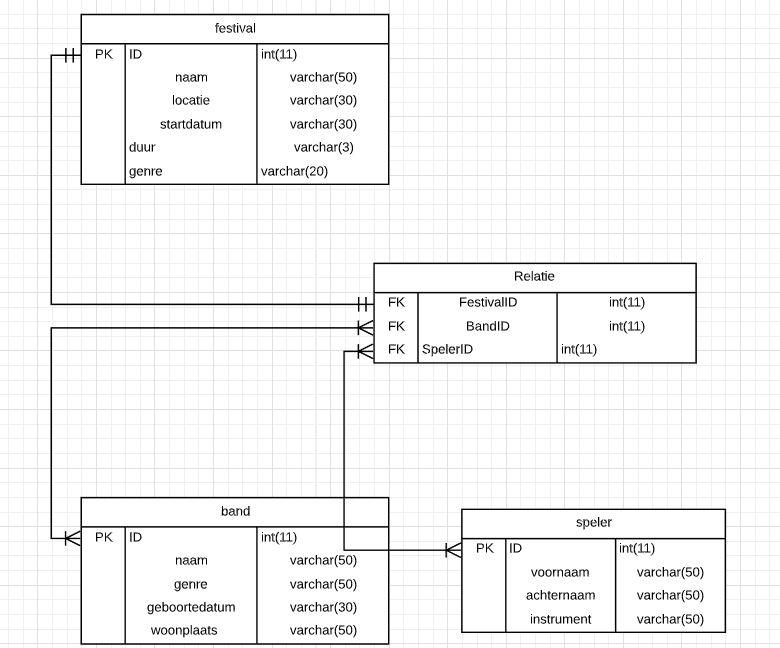 festival
PK ID int(11)
naam varchar(50)
locatie varchar(30)
startdatum varchar(30)
duur varchar(3)
genre varchar(20)
Relatie
FK FestivalID int(11)
FK BandID int(11)
FK SpelerID int(11)
band
PK ID int(11)
naam varchar(50)
genre varchar(50)
geboortedatum varchar(30)
woonplaats varchar(50)
speler
PK ID int(11)
voornaam varchar(50)
achternaam varchar(50)
instrument varchar(50)